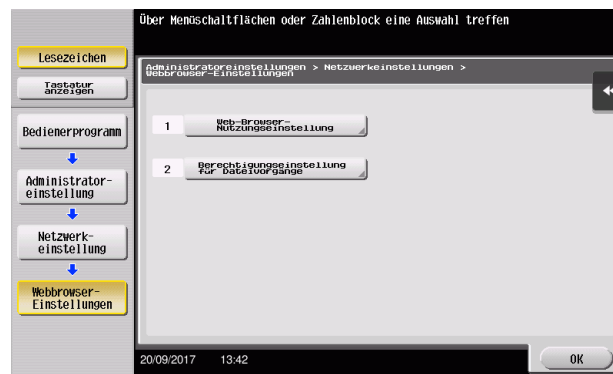 Über Menüschaltflächen oder Zahlenblock eine Auswahl treffen
Lesezeichen
Tastatur
anzeigen
Administratoreinstellungen > Netzwerkeinstellungen >
Webbrowser-Einstellungen
Bedienerprogramm
Administrator-
einstellung
Netzwerk-
einstellung
Webbrowser-
Einstellungen
1 Web-Browser-
Nutzungseinstellung
2 Berechtigungseinstellung
für Dateivorgänge
20/09/2017 13:42
OK